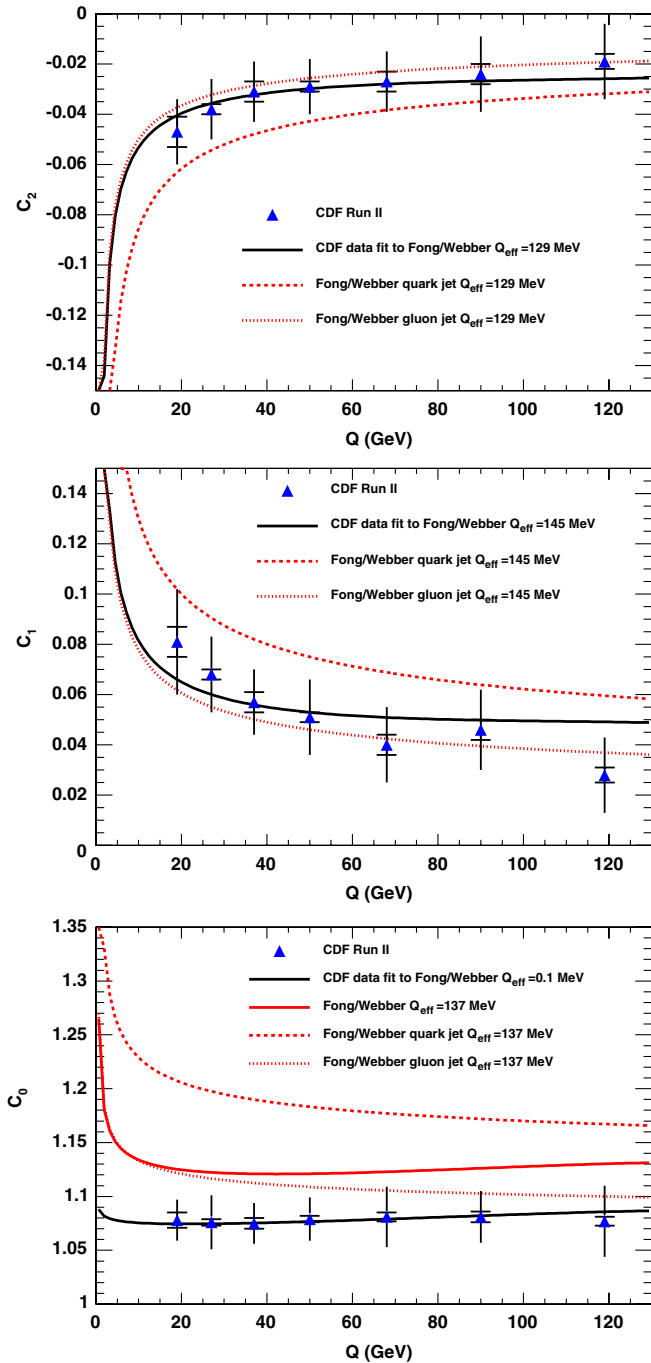 0
-0.02
-0.04
-0.06
-0.08
-0.1
-0.12
-0.14
C2
CDF Run II
CDF data fit to Fong/Webber Qeff=129 MeV
Fong/Webber quark jet Qeff=129 MeV
Fong/Webber gluon jet Qeff=129 MeV
0 20 40 60 80 100 120
Q (GeV)
0.14
0.12
0.1
0.08
0.06
0.04
0.02
0
C1
CDF Run II
CDF data fit to Fong/Webber Qeff=145 MeV
Fong/Webber quark jet Qeff=145 MeV
Fong/Webber gluon jet Qeff=145 MeV
0 20 40 60 80 100 120
Q (GeV)
1.35
1.3
1.25
1.2
1.15
1.1
1.05
1
C0
CDF Run II
CDF data fit to Fong/Webber Qeff=0.1 MeV
Fong/Webber Qeff=137 MeV
Fong/Webber quark jet Qeff=137 MeV
Fong/Webber gluon jet Qeff=137 MeV
0 20 40 60 80 100 120
Q (GeV)